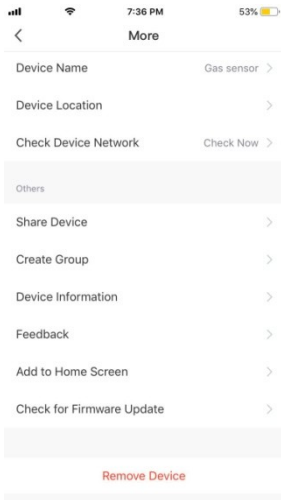 7:36 PM 53%
More
Device Name Gas sensor
Device Location
Check Device Network Check Now
Others
Share Device
Create Group
Device Information
Feedback
Add to Home Screen
Check for Firmware Update
Remove Device